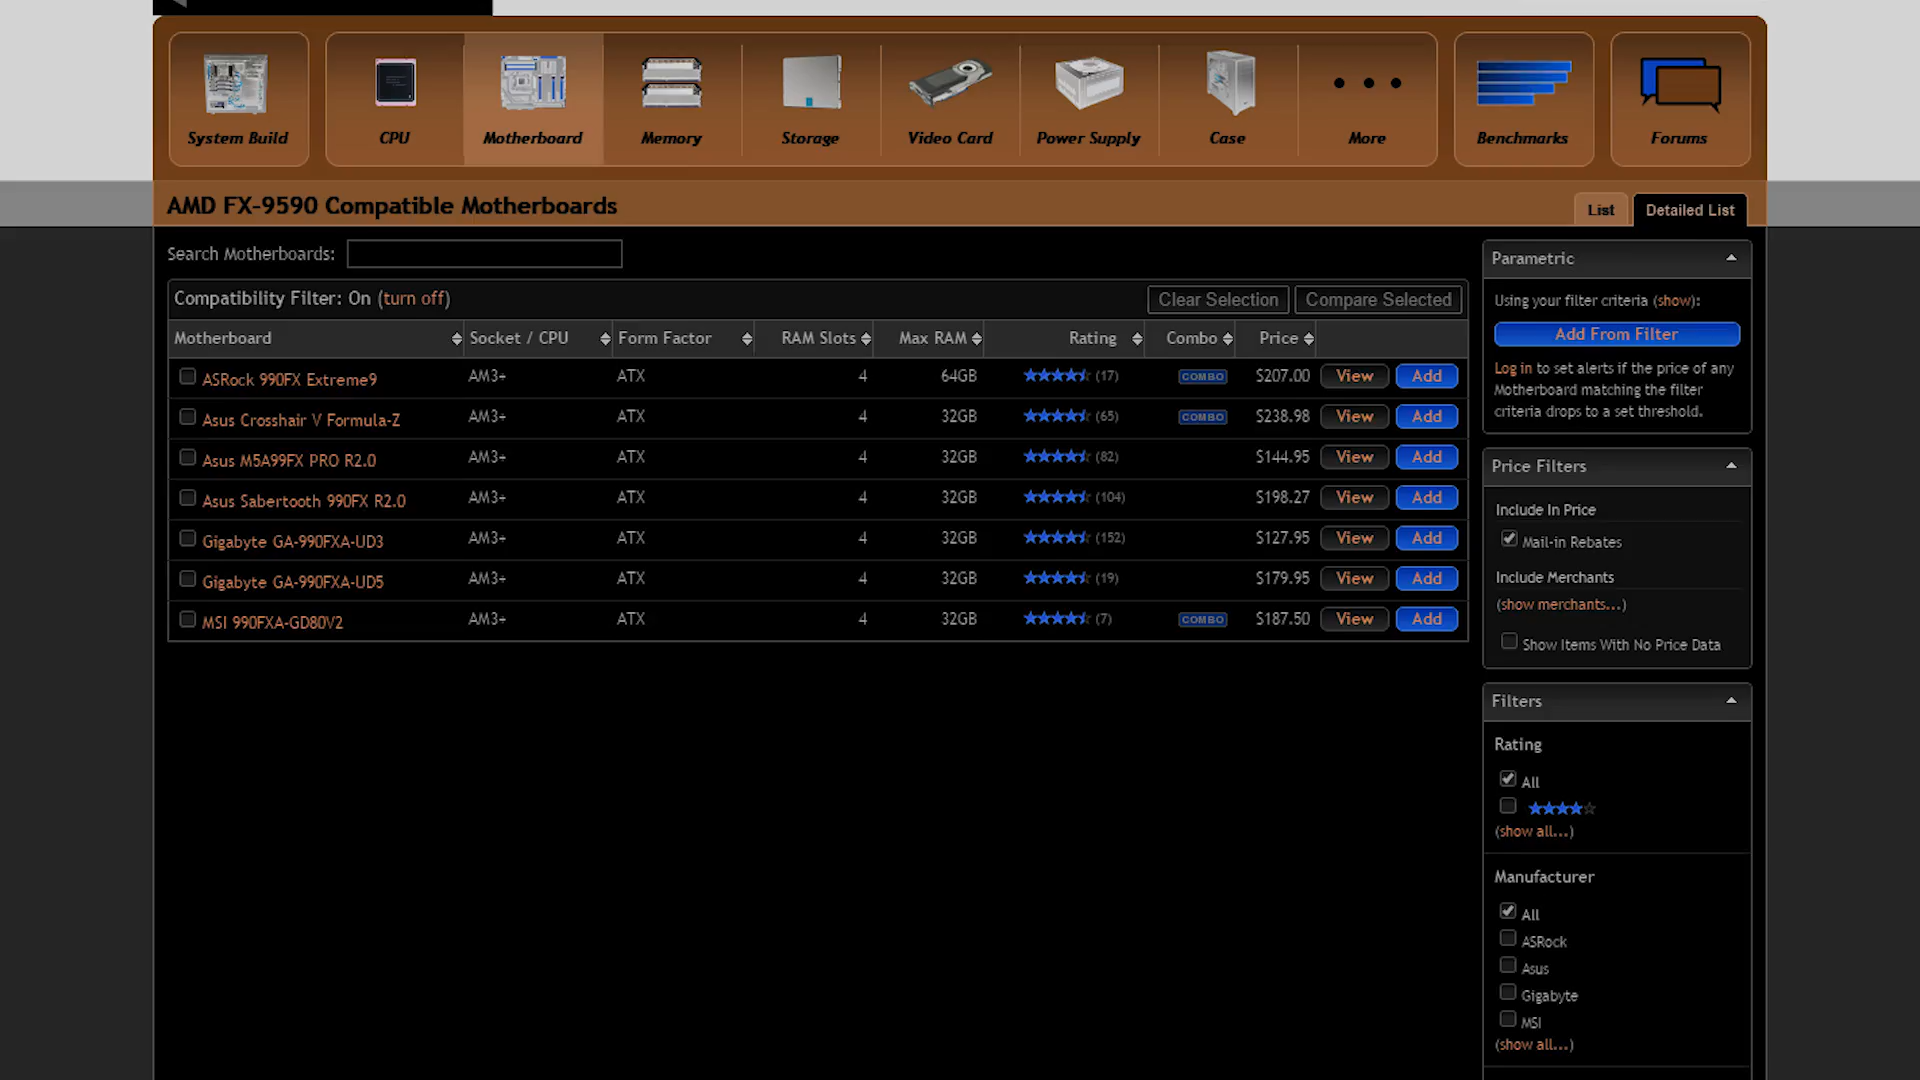 System Build
CPU
Motherboard
Memory
Storage
Video Card
Power Supply
Case
More
Benchmarks
Forums
AMD FX-9590 Compatible Motherboards
List
Detailed List
Search Motherboards:
Compatibility Filter: On (turn off)
Clear Selection
Compare Selected
Motherboard Socket / CPU Form Factor RAM Slots Max RAM Rating Combo Price
ASRock 990FX Extreme9 AM3+ ATX 4 64GB (17) COMBO $207.00 View Add
Asus Crosshair V Formula-Z AM3+ ATX 4 32GB (65) COMBO $238.98 View Add
Asus M5A99FX PRO R2.0 AM3+ ATX 4 32GB (82) $144.95 View Add
Asus Sabertooth 990FX R2.0 AM3+ ATX 4 32GB (104) $198.27 View Add
Gigabyte GA-990FXA-UD3 AM3+ ATX 4 32GB (152) $127.95 View Add
Gigabyte GA-990FXA-UD5 AM3+ ATX 4 32GB (19) $179.95 View Add
MSI 990FXA-GD80V2 AM3+ ATX 4 32GB (7) COMBO $187.50 View Add
Parametric
Using your filter criteria (show):
Add From Filter
Log in to set alerts if the price of any
Motherboard matching the filter
criteria drops to a set threshold.
Price Filters
Include In Price
Mail-in Rebates
Include Merchants
(show merchants...)
Show Items With No Price Data
Filters
Rating
All
(show all...)
Manufacturer
All
ASRock
Asus
Gigabyte
MSI
(show all...)